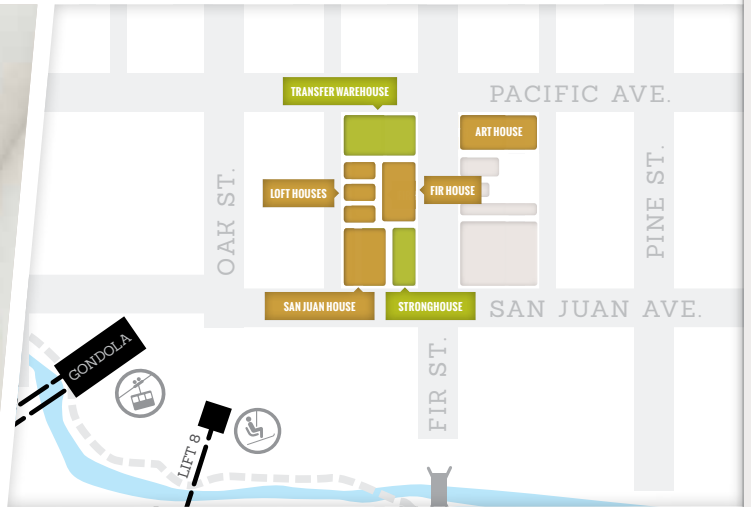 TRANSFER WAREHOUSE
PACIFIC AVE.
ART HOUSE
LOFT HOUSES
FIR HOUSE
OAK ST.
PINE ST.
SAN JUAN HOUSE
STRONGHOUSE
SAN JUAN AVE.
GONDOLA
FIR ST.
LIFT 8